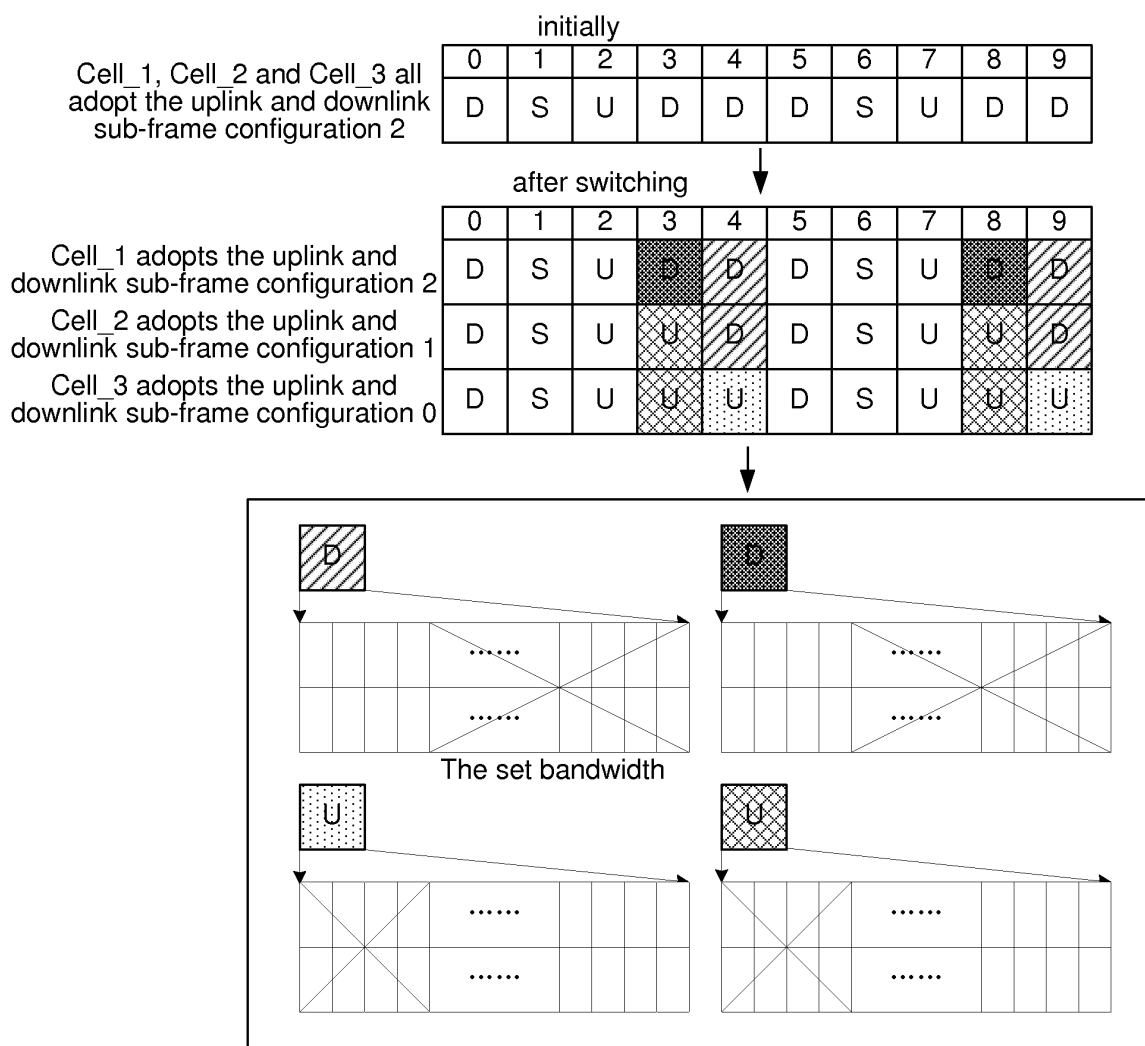 initially
Cell_1, Cell_2 and Cell_3 all
adopt the uplink and downlink
sub-frame configuration 2
0 1 2 3 4 5 6 7 8 9
D S U D D D S U D D
after switching
0 1 2 3 4 5 6 7 8 9
Cell_1 adopts the uplink and
downlink sub-frame configuration 2
D S U D D D S U D D
Cell_2 adopts the uplink and
downlink sub-frame configuration 1
D S U U D D S U U D
Cell_3 adopts the uplink and
downlink sub-frame configuration 0
D S U U U D S U U U
D D
...... ......
...... ......
The set bandwidth
U U
...... ......
...... ......